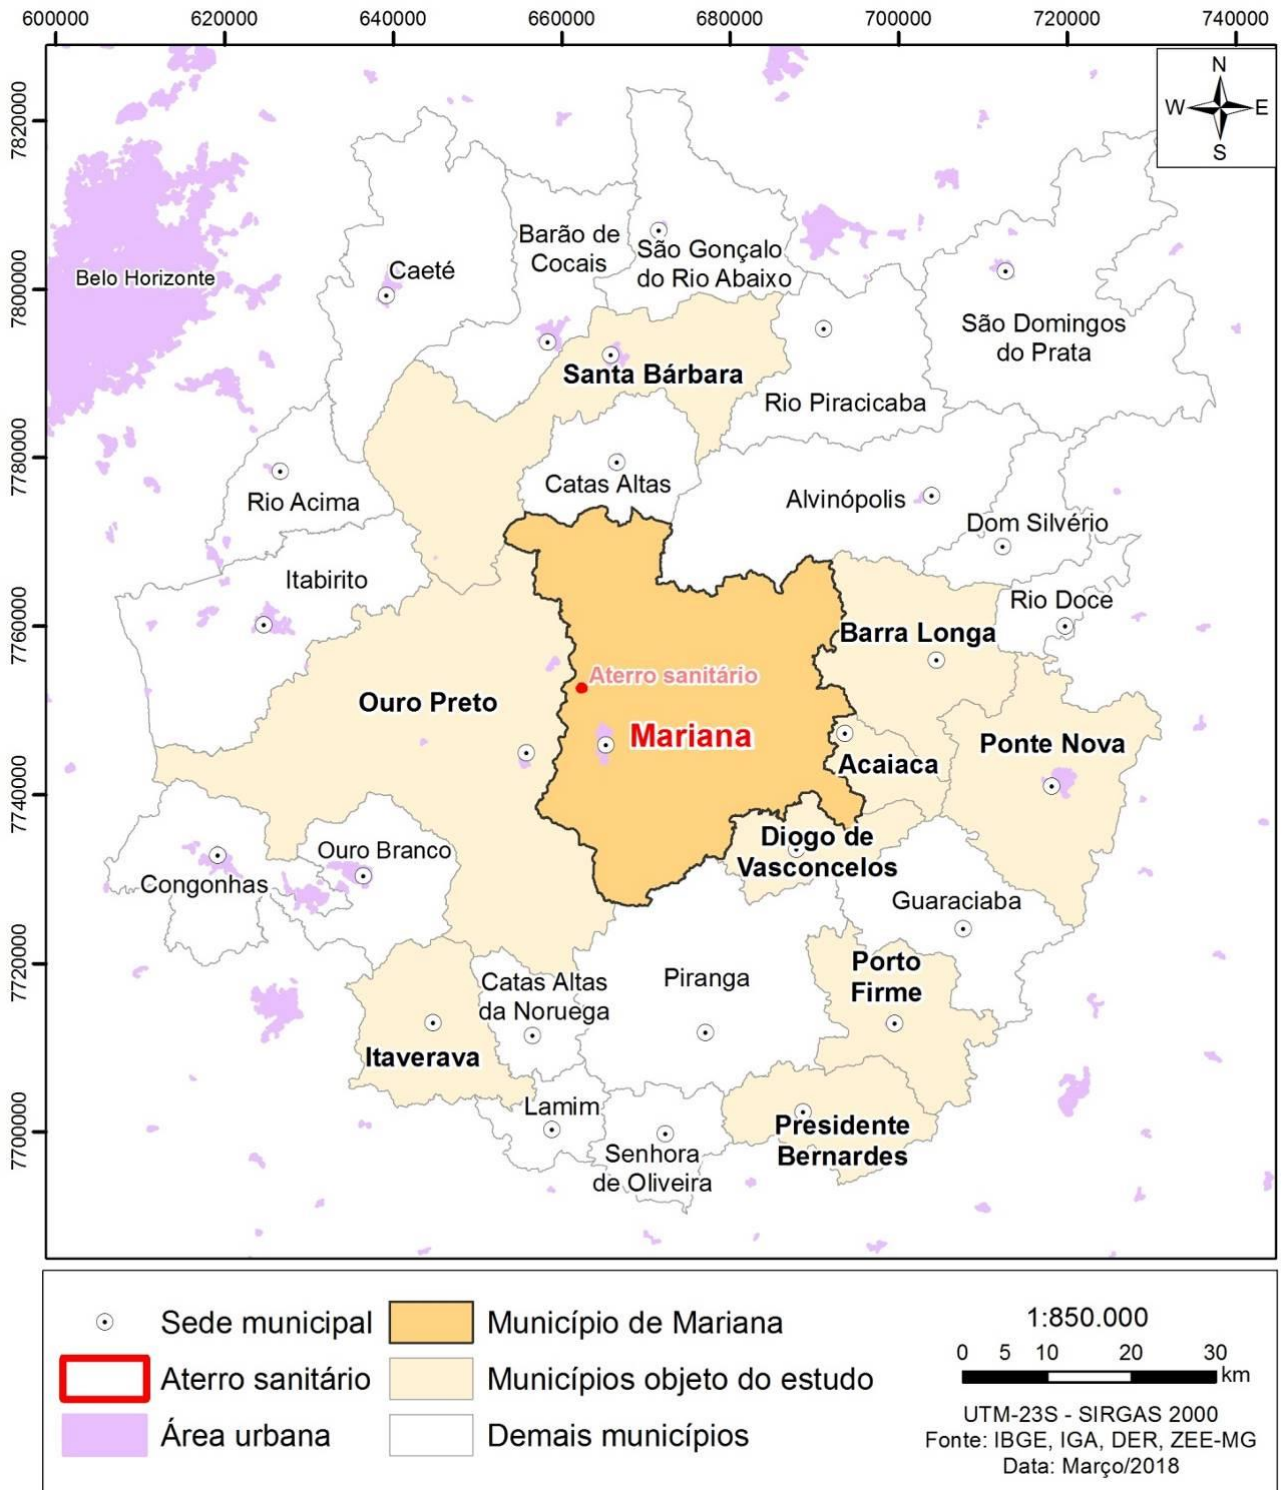 600000 620000 640000 660000 680000 700000 720000 740000
7820000
7800000
7780000
7760000
7740000
7720000
7700000
N
W E
S
Belo Horizonte
Caeté
Barão de
Cocais
São Gonçalo
do Rio Abaixo
São Domingos
do Prata
Santa Bárbara
Rio Piracicaba
Rio Acima
Catas Altas
Alvinópolis
Dom Silvério
Itabirito
Rio Doce
Barra Longa
Aterro sanitário
Ouro Preto
Mariana
Ponte Nova
Acaiaca
Diogo de
Vasconcelos
Ouro Branco
Congonhas
Guaraciaba
Porto
Firme
Catas Altas
da Noruega
Piranga
Itaverava
Lamim
Presidente
Bernardes
Senhora
de Oliveira
Sede municipal
Aterro sanitário
Área urbana
Município de Mariana
Municípios objeto do estudo
Demais municípios
1:850.000
0 5 10 20 30
km
UTM-23S - SIRGAS 2000
Fonte: IBGE, IGA, DER, ZEE-MG
Data: Março/2018